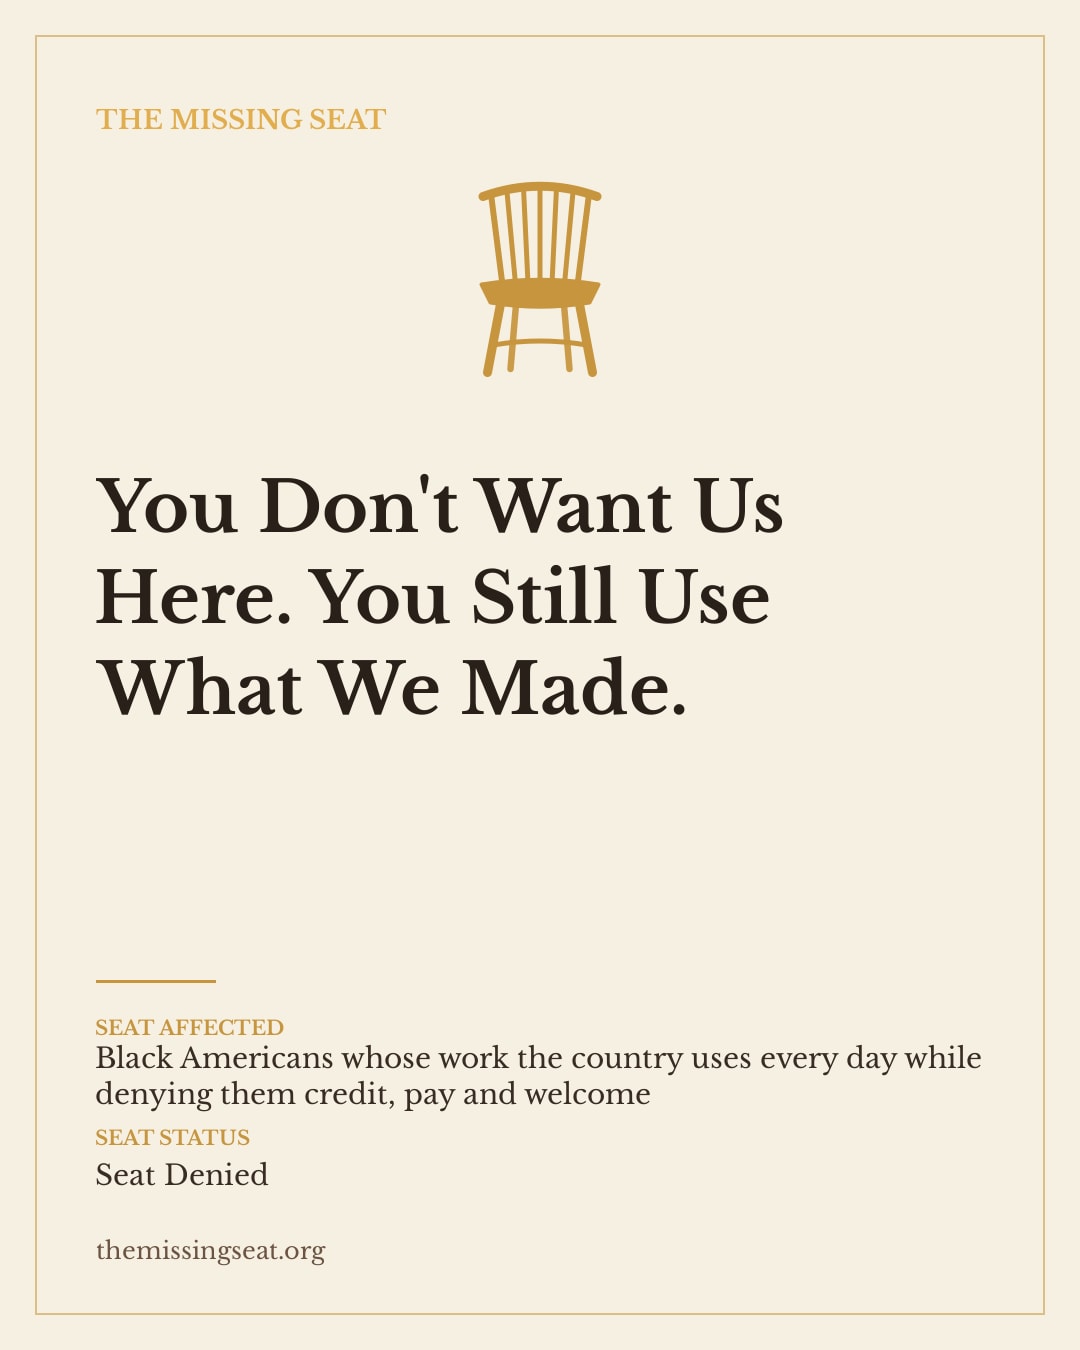 THE MISSING SEAT
You Don't Want Us
Here. You Still Use
What We Made.
SEAT AFFECTED
Black Americans whose work the country uses every day while
denying them credit, pay and welcome
SEAT STATUS
Seat Denied
themissingseat.org